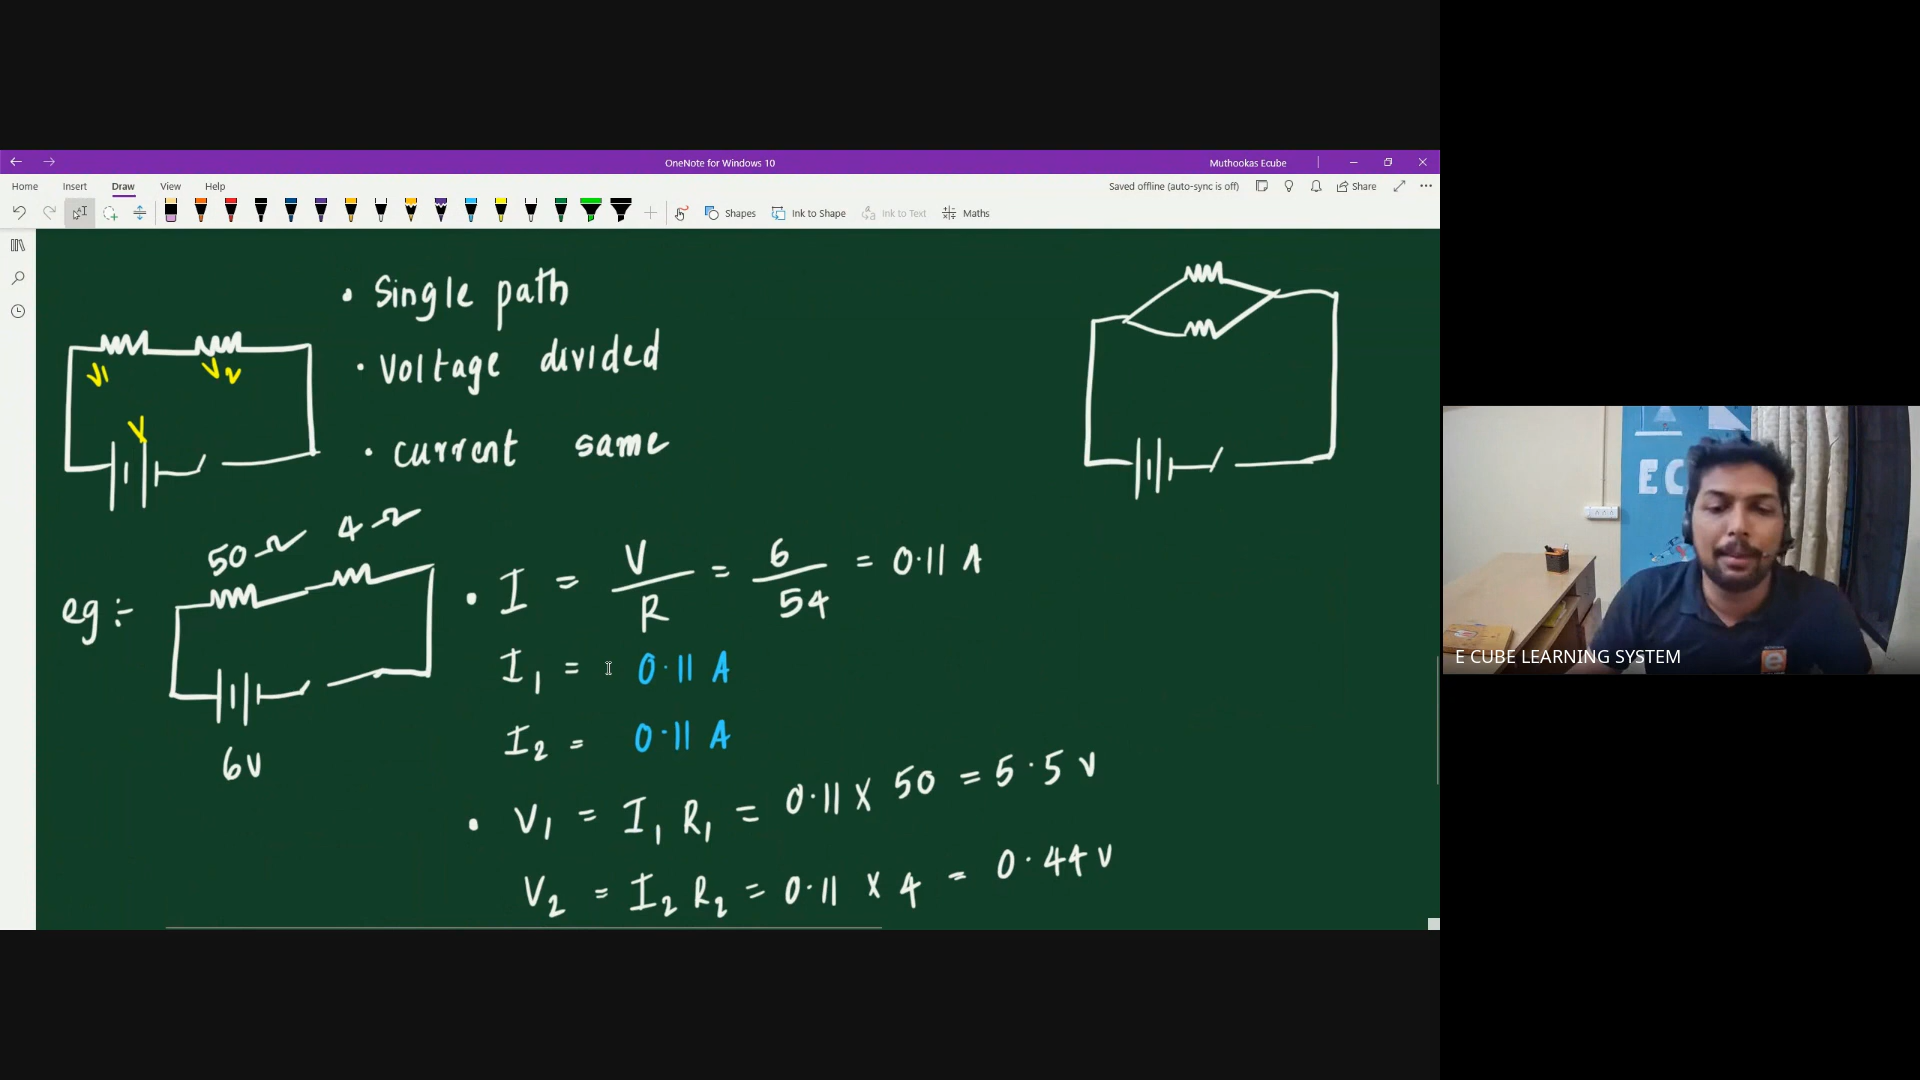 OneNote for Windows 10
Muthookas Ecube
Home Insert Draw View Help
Saved offline (auto-sync is off)
Share
Shapes
Ink to Shape
Ink to Text
Maths
• Single path
• Voltage divided
• current same
V1 V2
V
50 Ω 4 Ω
eg :-
6V
• I = V/R = 6/54 = 0.11 A
I1 = 0.11 A
I2 = 0.11 A
• V1 = I1 R1 = 0.11 X 50 = 5.5 V
V2 = I2 R2 = 0.11 X 4 = 0.44 V
EC
E CUBE LEARNING SYSTEM